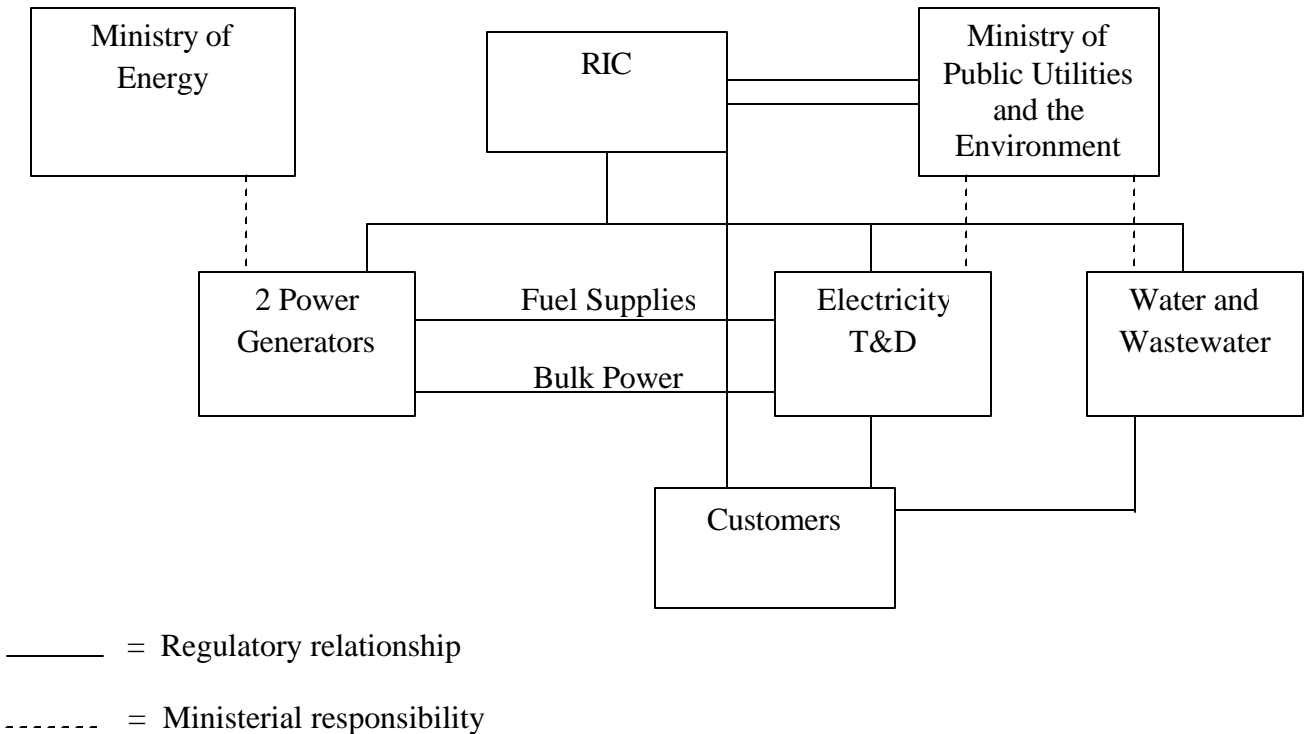 Ministry of
Energy
RIC
Ministry of
Public Utilities
and the
Environment
2 Power
Generators
Fuel Supplies
Bulk Power
Electricity
T&D
Water and
Wastewater
Customers
= Regulatory relationship
= Ministerial responsibility